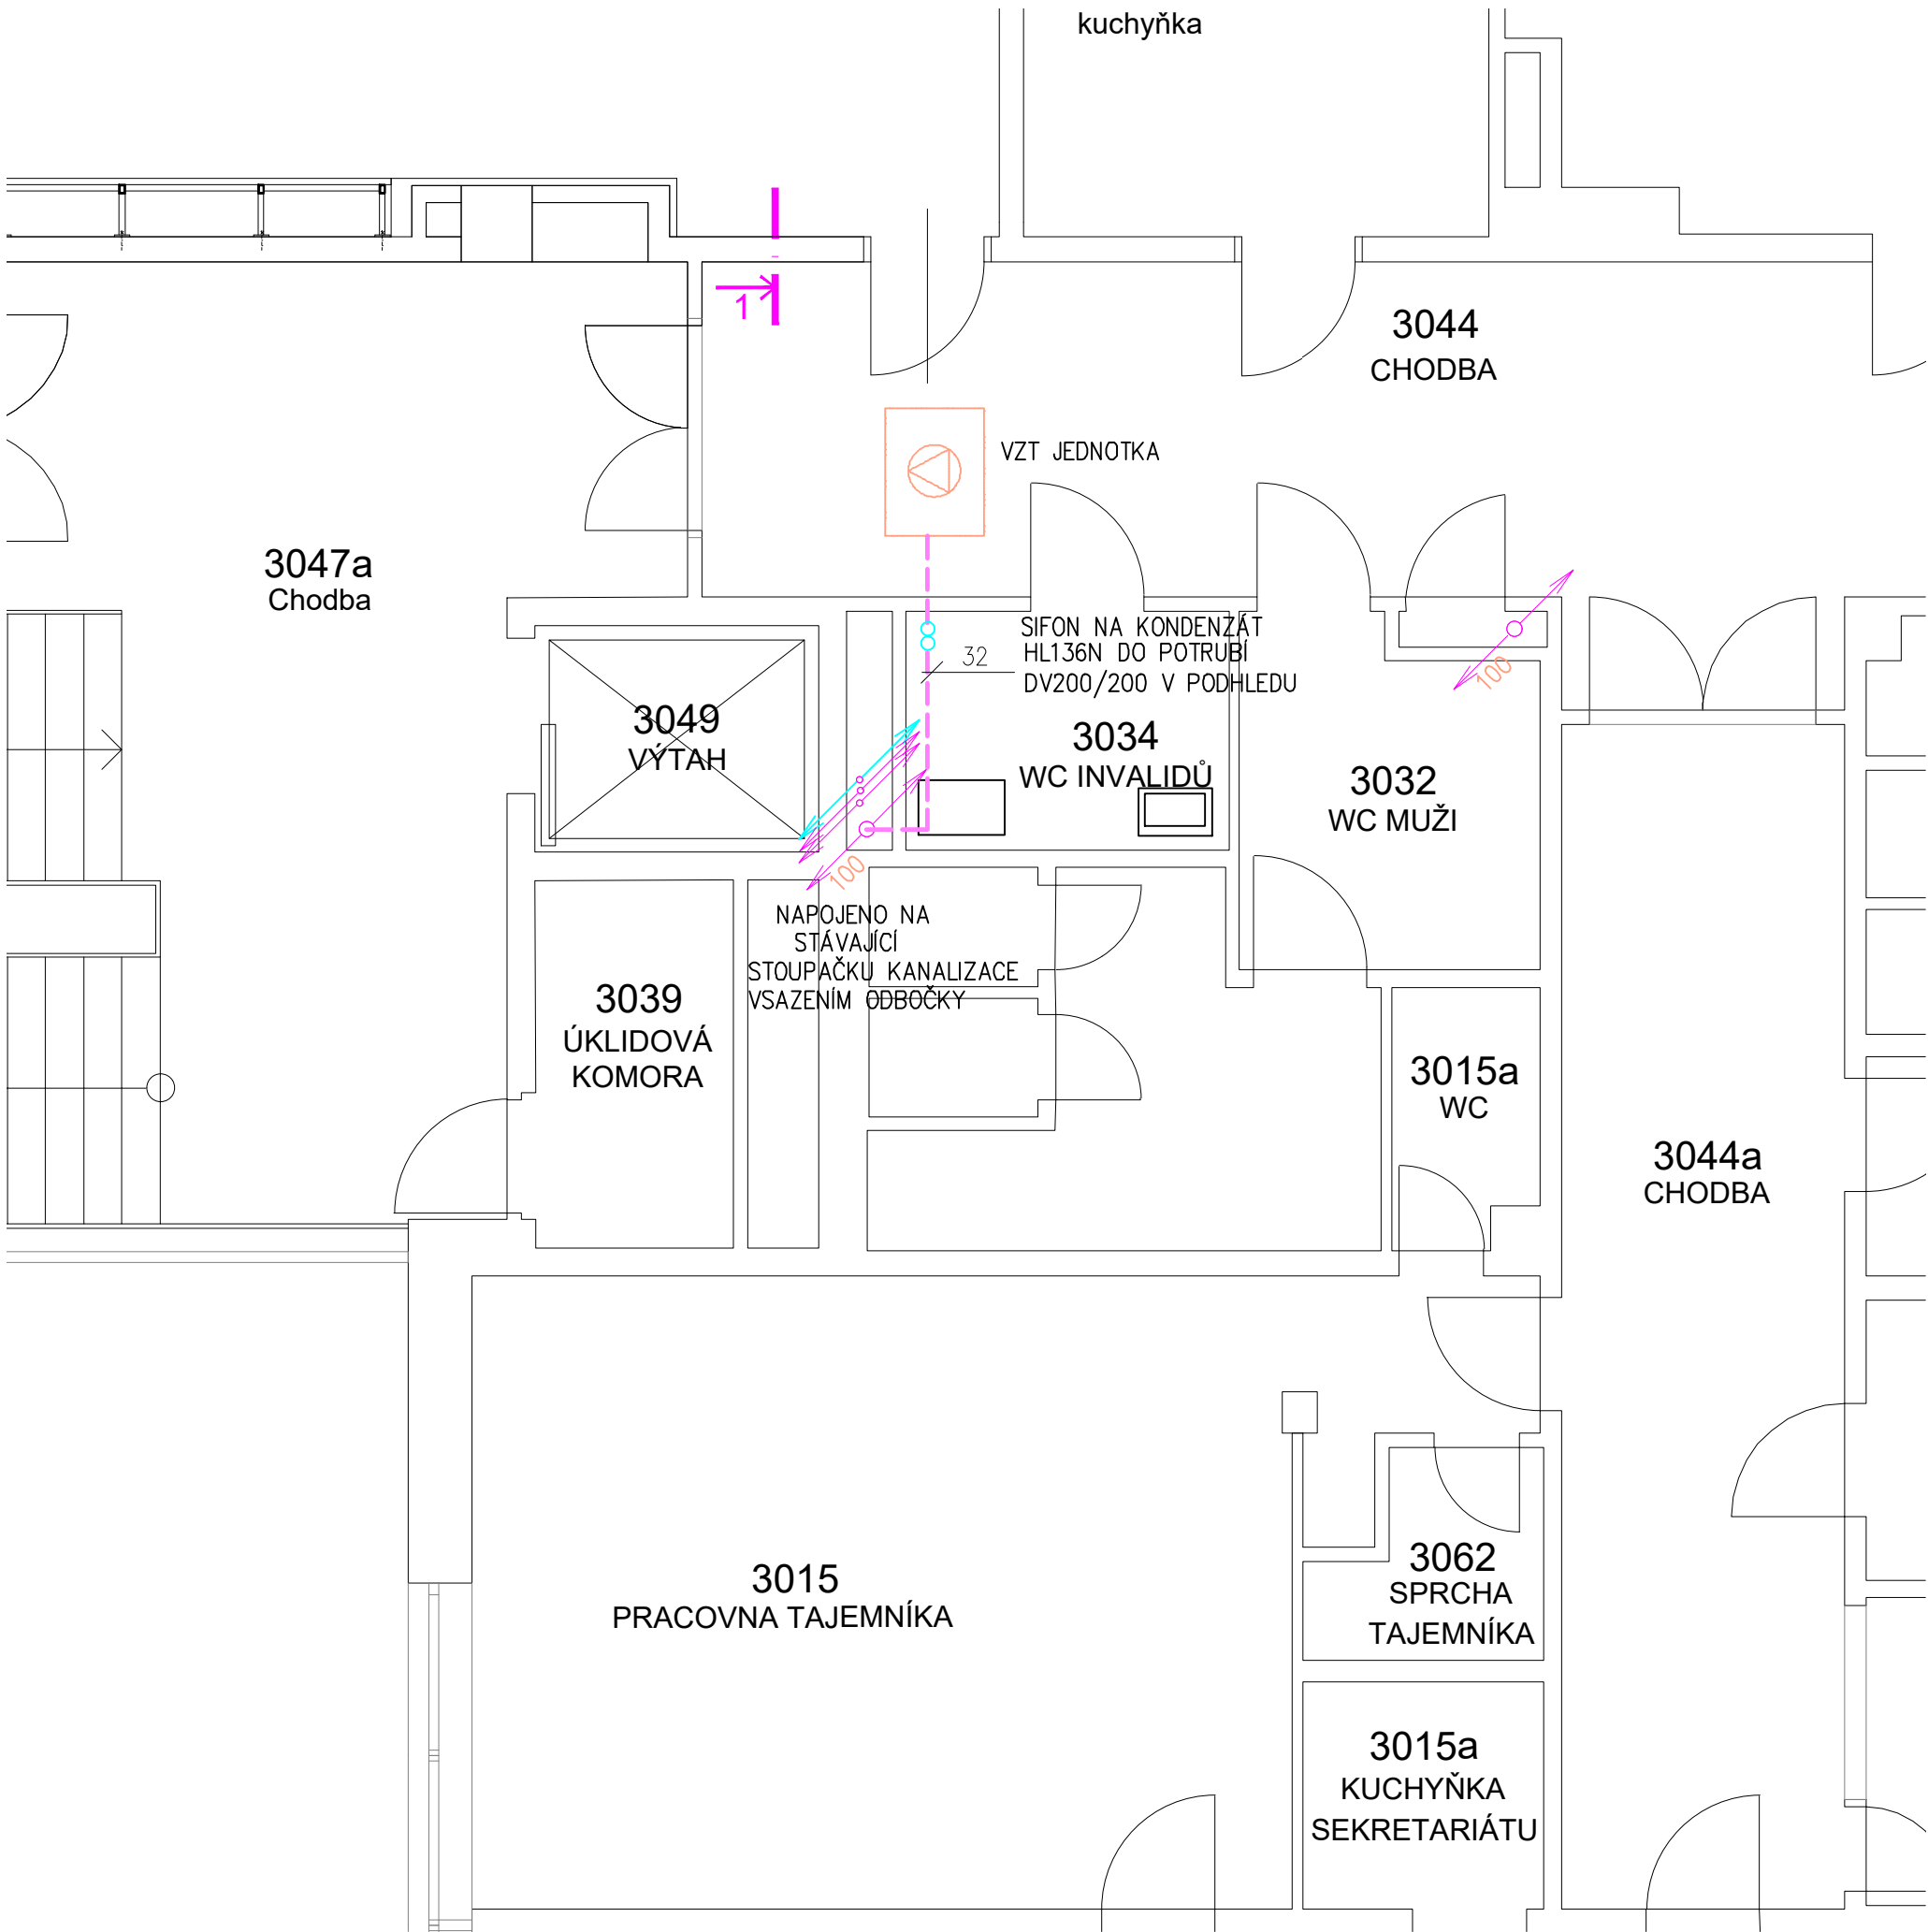 kuchyňka
1
3044
CHODBA
VZT JEDNOTKA
3047a
Chodba
SIFON NA KONDENZÁT
HL136N DO POTRUBÍ
DV200/200 V PODHLEDU
32
100
3049
VÝTAH
3034
WC INVALIDŮ
3032
WC MUŽI
100
NAPOJENO NA
STÁVAJÍCÍ
STOUPAČKU KANALIZACE
VSAZENÍM ODBOČKY
3039
ÚKLIDOVÁ
KOMORA
3015a
WC
3044a
CHODBA
3015
PRACOVNA TAJEMNÍKA
3062
SPRCHA
TAJEMNÍKA
3015a
KUCHYŇKA
SEKRETARIÁTU